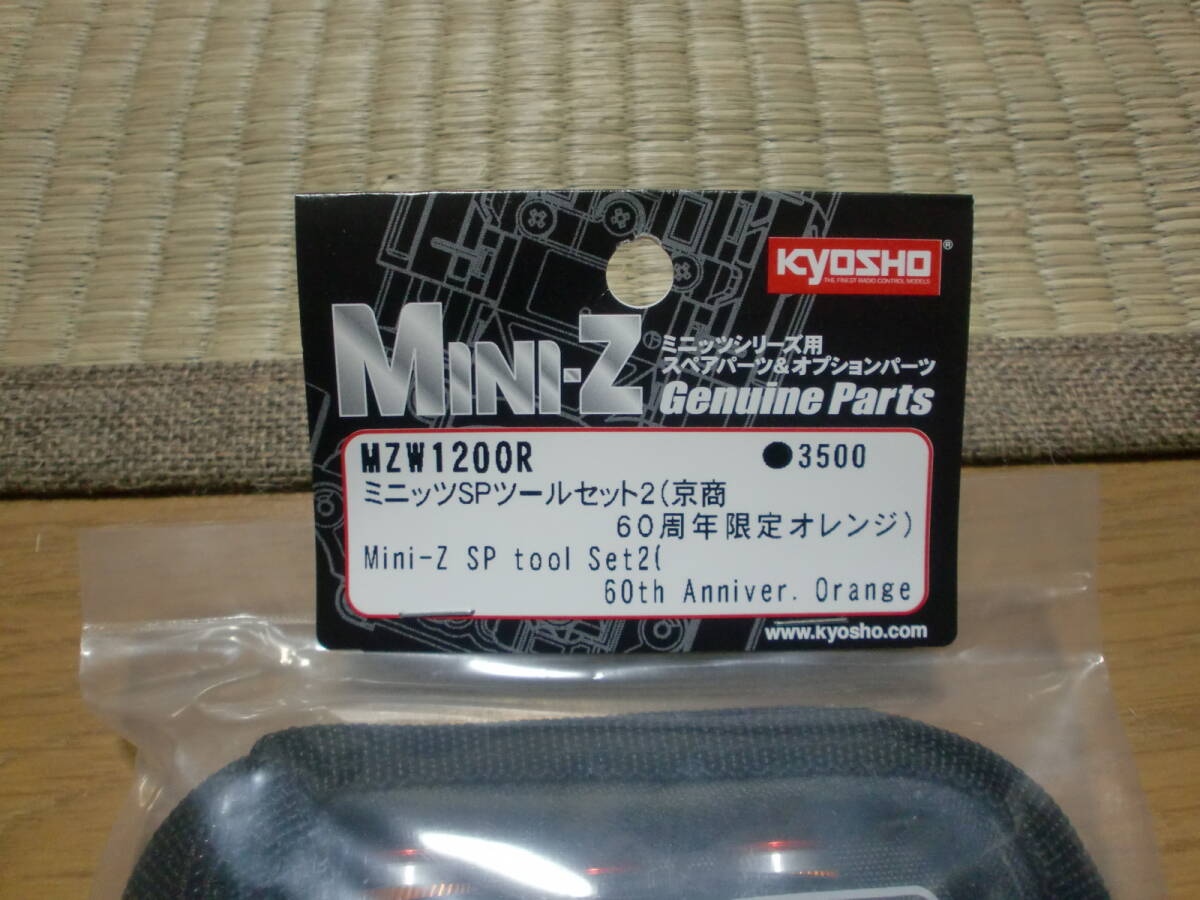 KYOSHO®
THE FINEST RADIO CONTROL MODELS
MINI-Z
ミニッツシリーズ用
スペアパーツ&オプションパーツ
Genuine Parts
MZW1200R ●3500
ミニッツSPツールセット2(京商
60周年限定オレンジ)
Mini-Z SP tool Set2(
60th Anniver. Orange
www.kyosho.com